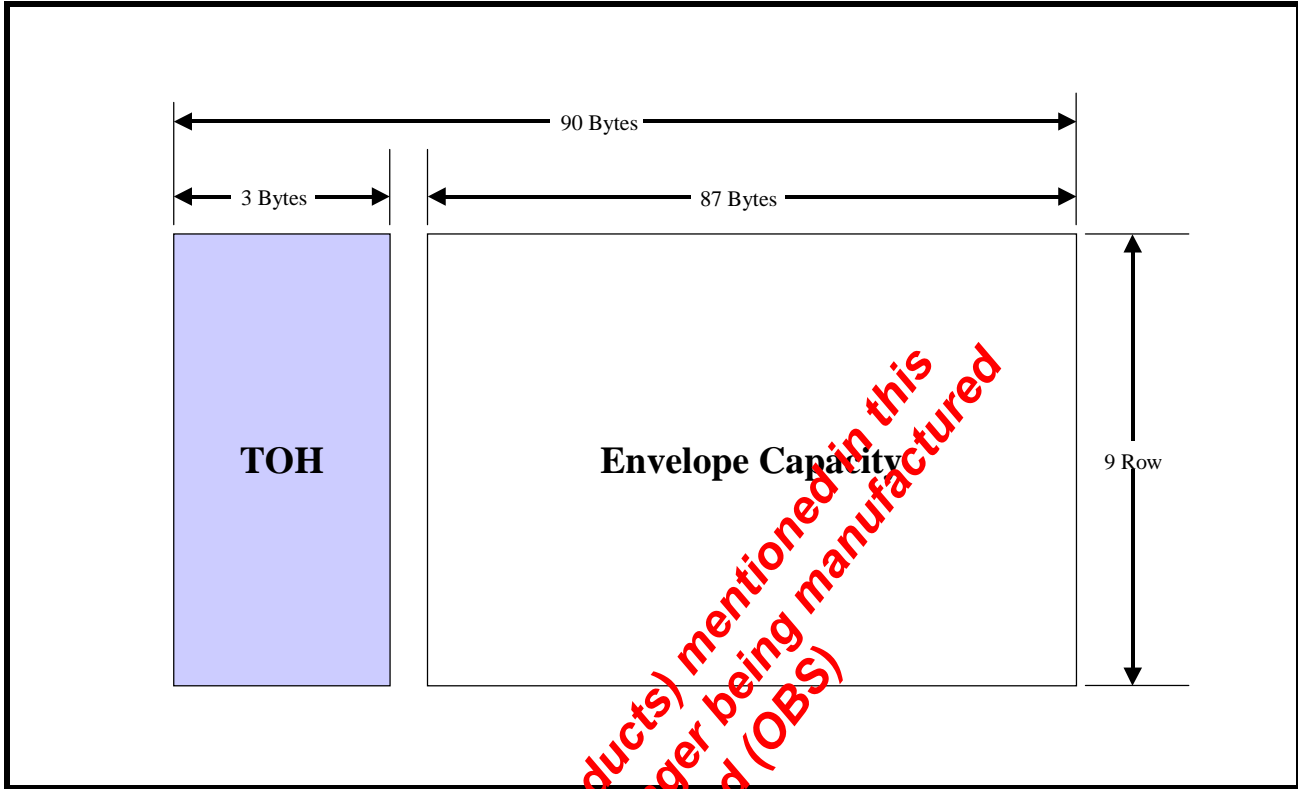 90 Bytes
3 Bytes
87 Bytes
TOH
Envelope Capacity
9 Row
mentioned in this
being manufactured
(OBS)